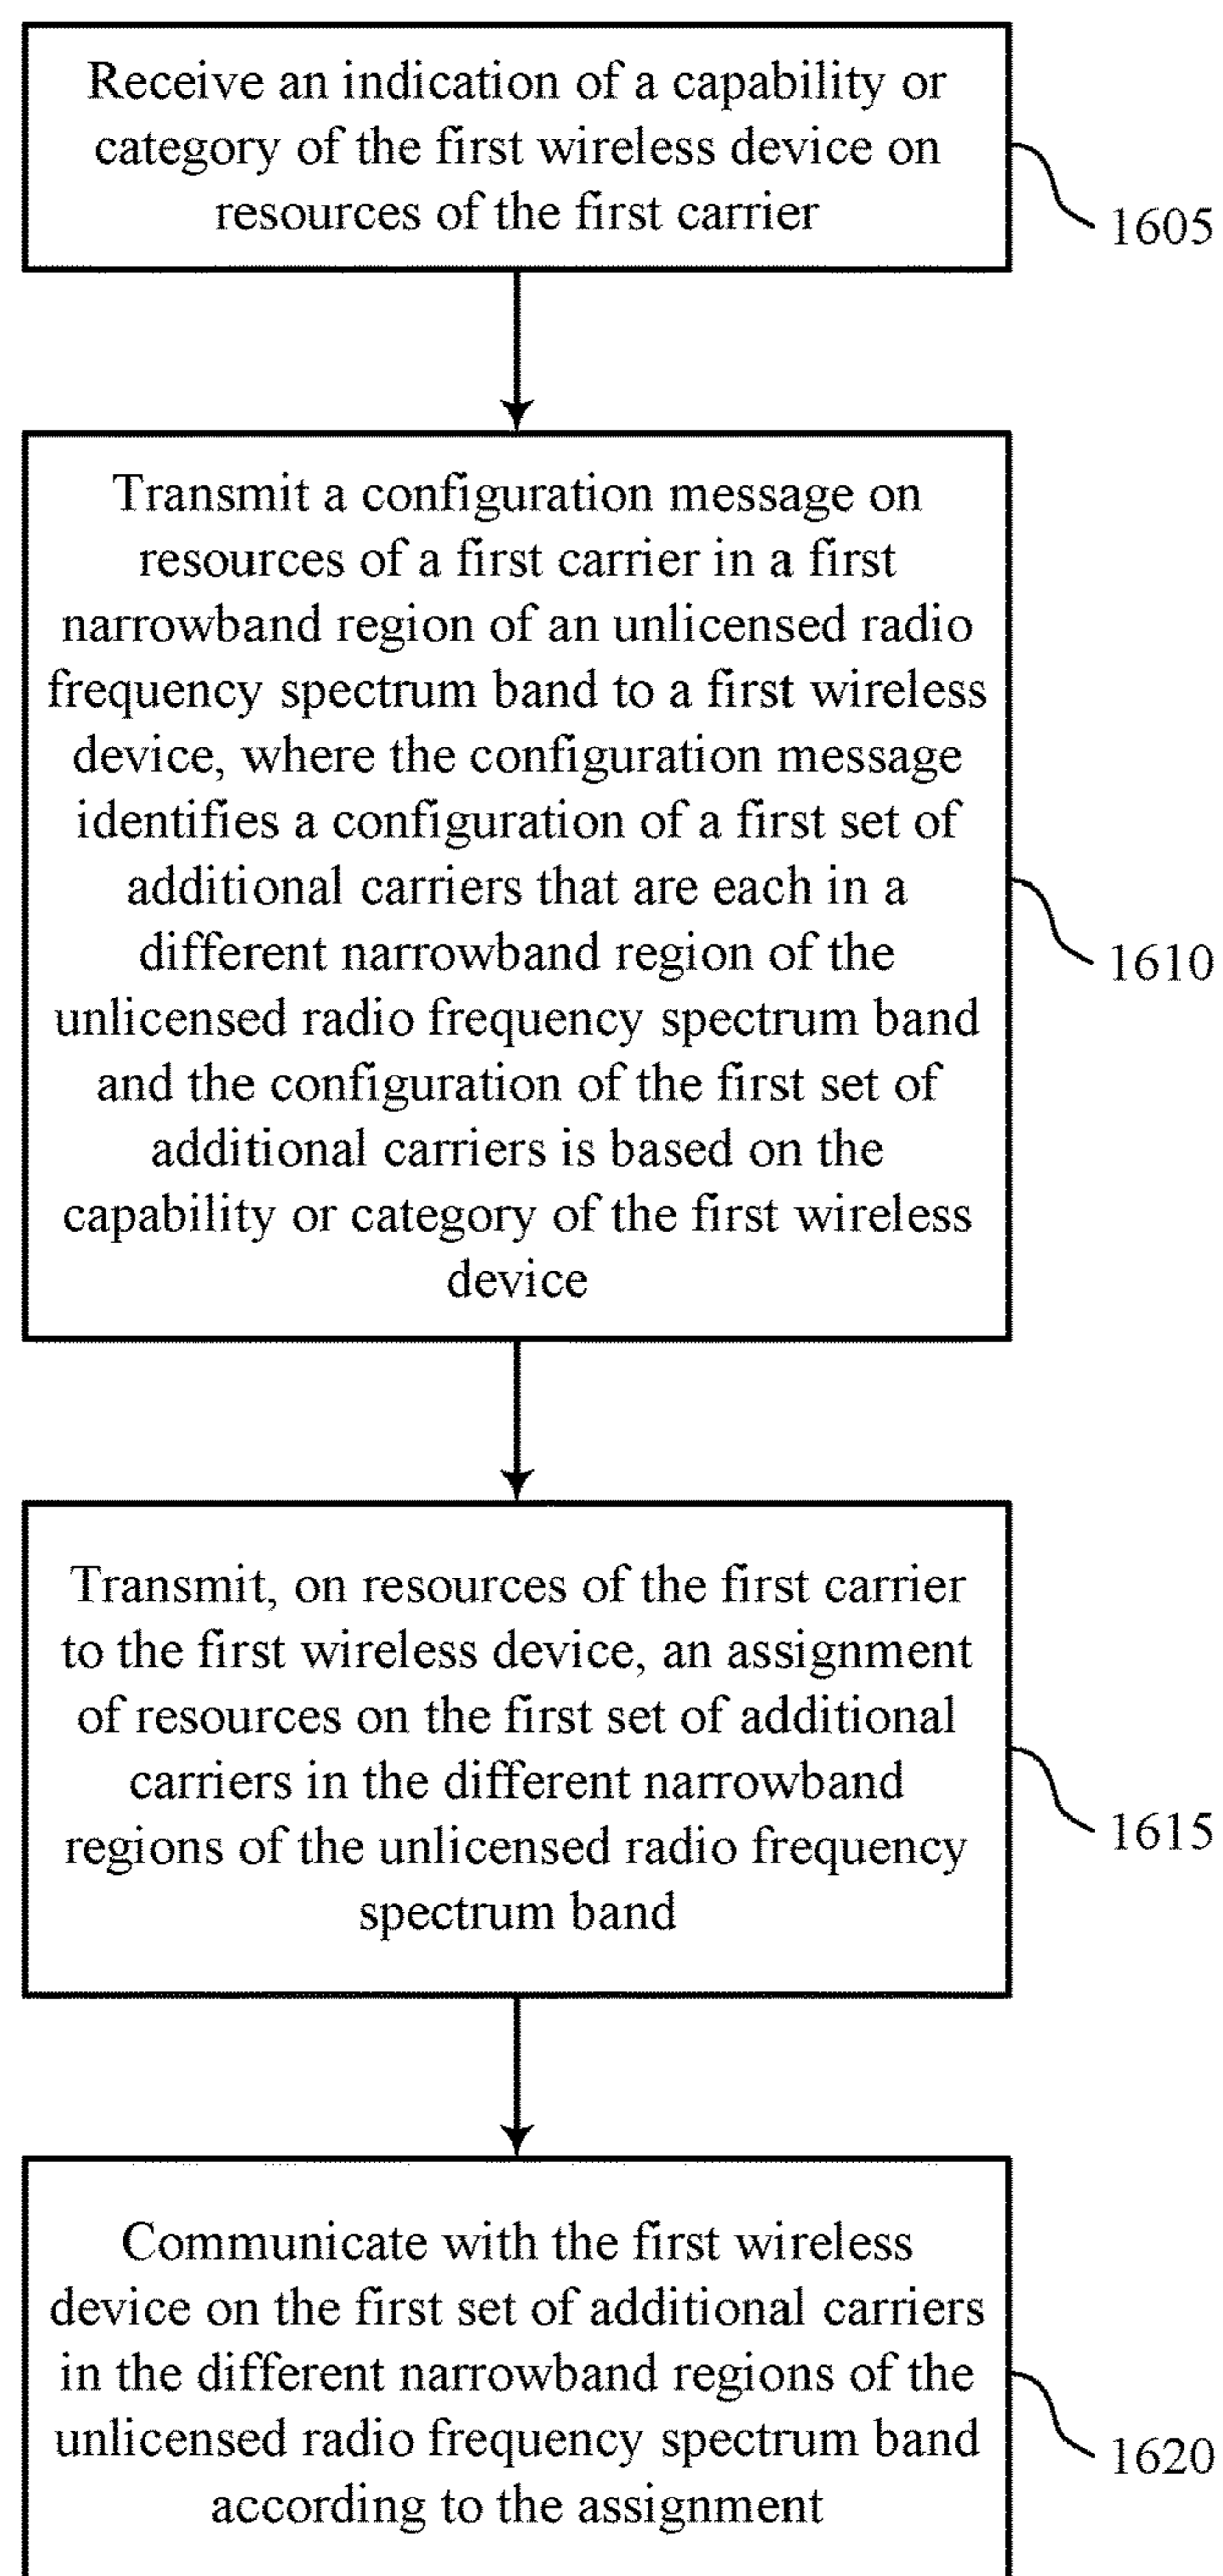 Receive an indication of a capability or
category of the first wireless device on
resources of the first carrier
1605
Transmit a configuration message on
resources of a first carrier in a first
narrowband region of an unlicensed radio
frequency spectrum band to a first wireless
device, where the configuration message
identifies a configuration of a first set of
additional carriers that are each in a
different narrowband region of the
unlicensed radio frequency spectrum band
and the configuration of the first set of
additional carriers is based on the
capability or category of the first wireless
device
1610
Transmit, on resources of the first carrier
to the first wireless device, an assignment
of resources on the first set of additional
carriers in the different narrowband
regions of the unlicensed radio frequency
spectrum band
1615
Communicate with the first wireless
device on the first set of additional carriers
in the different narrowband regions of the
unlicensed radio frequency spectrum band
according to the assignment
1620